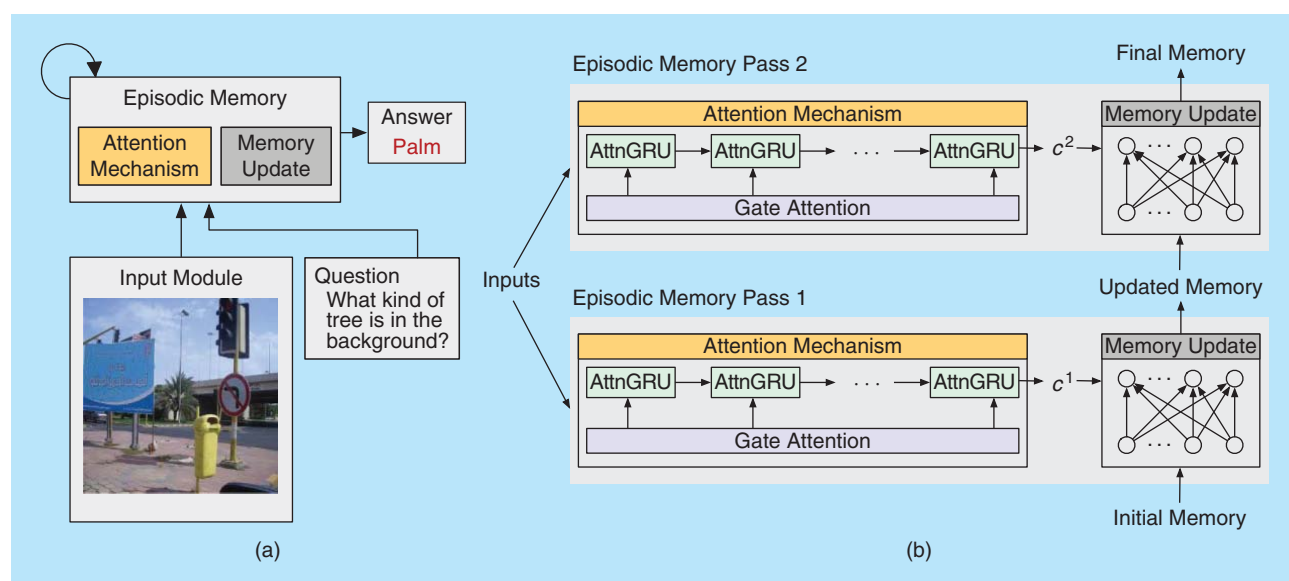 Episodic Memory
Attention
Mechanism
Memory
Update
Answer
Palm
Input Module
Question
What kind of
tree is in the
background?
(a)
Episodic Memory Pass 2
Attention Mechanism
AttnGRU AttnGRU . . . AttnGRU
Gate Attention
c²
Final Memory
Memory Update
. . .
. . .
Inputs
Updated Memory
Episodic Memory Pass 1
Attention Mechanism
AttnGRU AttnGRU . . . AttnGRU
Gate Attention
c¹
Memory Update
. . .
. . .
Initial Memory
(b)